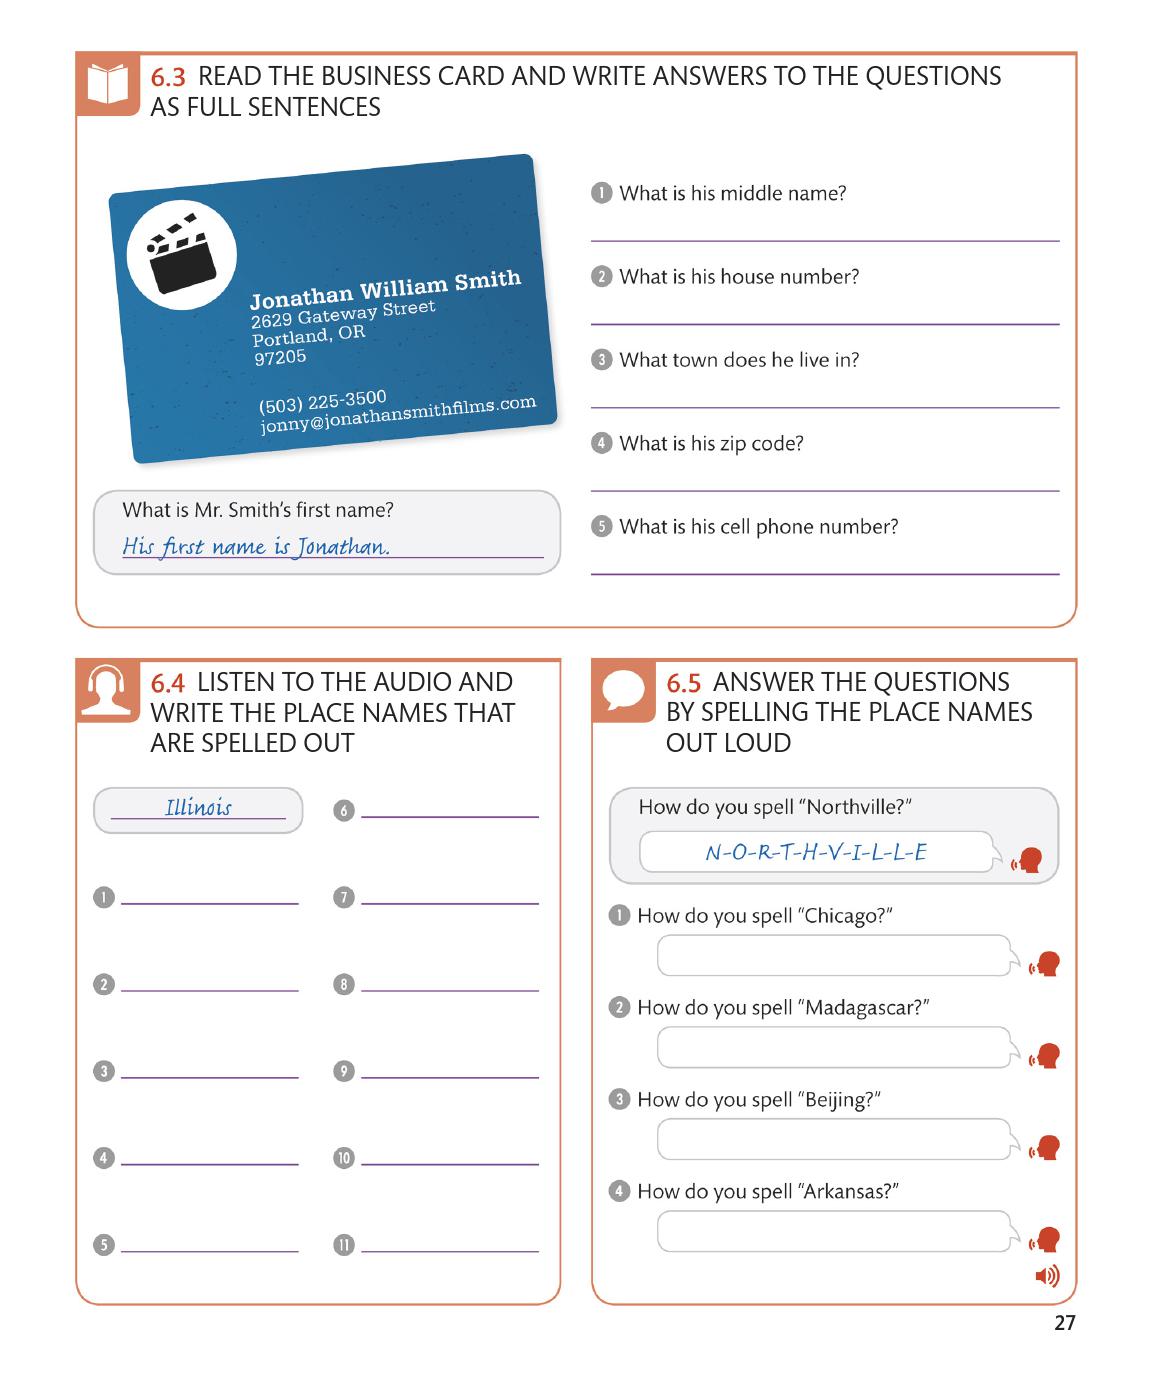 6.3 READ THE BUSINESS CARD AND WRITE ANSWERS TO THE QUESTIONS
AS FULL SENTENCES
Jonathan William Smith
2629 Gateway Street
Portland, OR
97205
(503) 225-3500
jonny@jonathansmithfilms.com
What is Mr. Smith's first name?
His first name is Jonathan.
1 What is his middle name?
2 What is his house number?
3 What town does he live in?
4 What is his zip code?
5 What is his cell phone number?
6.4 LISTEN TO THE AUDIO AND
WRITE THE PLACE NAMES THAT
ARE SPELLED OUT
Illinois
1
2
3
4
5
6
7
8
9
10
11
6.5 ANSWER THE QUESTIONS
BY SPELLING THE PLACE NAMES
OUT LOUD
How do you spell "Northville?"
N-O-R-T-H-V-I-L-L-E
1 How do you spell "Chicago?"
2 How do you spell "Madagascar?"
3 How do you spell "Beijing?"
4 How do you spell "Arkansas?"
27